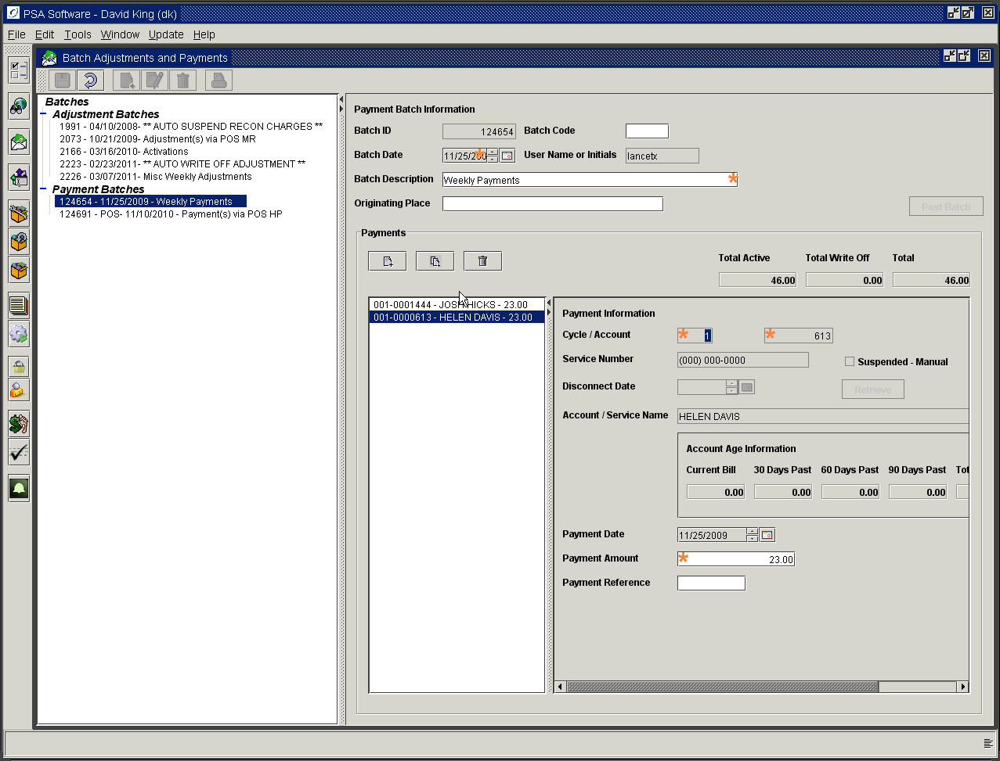 PSA Software - David King (dk)
File Edit Tools Window Update Help
Batch Adjustments and Payments
Batches
Adjustment Batches
1991 - 04/10/2008- ** AUTO SUSPEND RECON CHARGES **
2073 - 10/21/2009- Adjustment(s) via POS MR
2166 - 03/16/2010- Activations
2223 - 02/23/2011- ** AUTO WRITE OFF ADJUSTMENT **
2226 - 03/07/2011- Misc Weekly Adjustments
Payment Batches
124654 - 11/25/2009 - Weekly Payments
124691 - POS- 11/10/2010 - Payment(s) via POS HP
Payment Batch Information
Batch ID 124654 Batch Code
Batch Date 11/25/200 User Name or Initials lancetx
Batch Description Weekly Payments
Originating Place
Post Batch
Payments
Total Active Total Write Off Total
46.00 0.00 46.00
001-0001444 - JOSH HICKS - 23.00
001-0000613 - HELEN DAVIS - 23.00
Payment Information
Cycle / Account 1 613
Service Number (000) 000-0000 Suspended - Manual
Disconnect Date Retrieve
Account / Service Name HELEN DAVIS
Account Age Information
Current Bill 30 Days Past 60 Days Past 90 Days Past Tot
0.00 0.00 0.00 0.00
Payment Date 11/25/2009
Payment Amount 23.00
Payment Reference